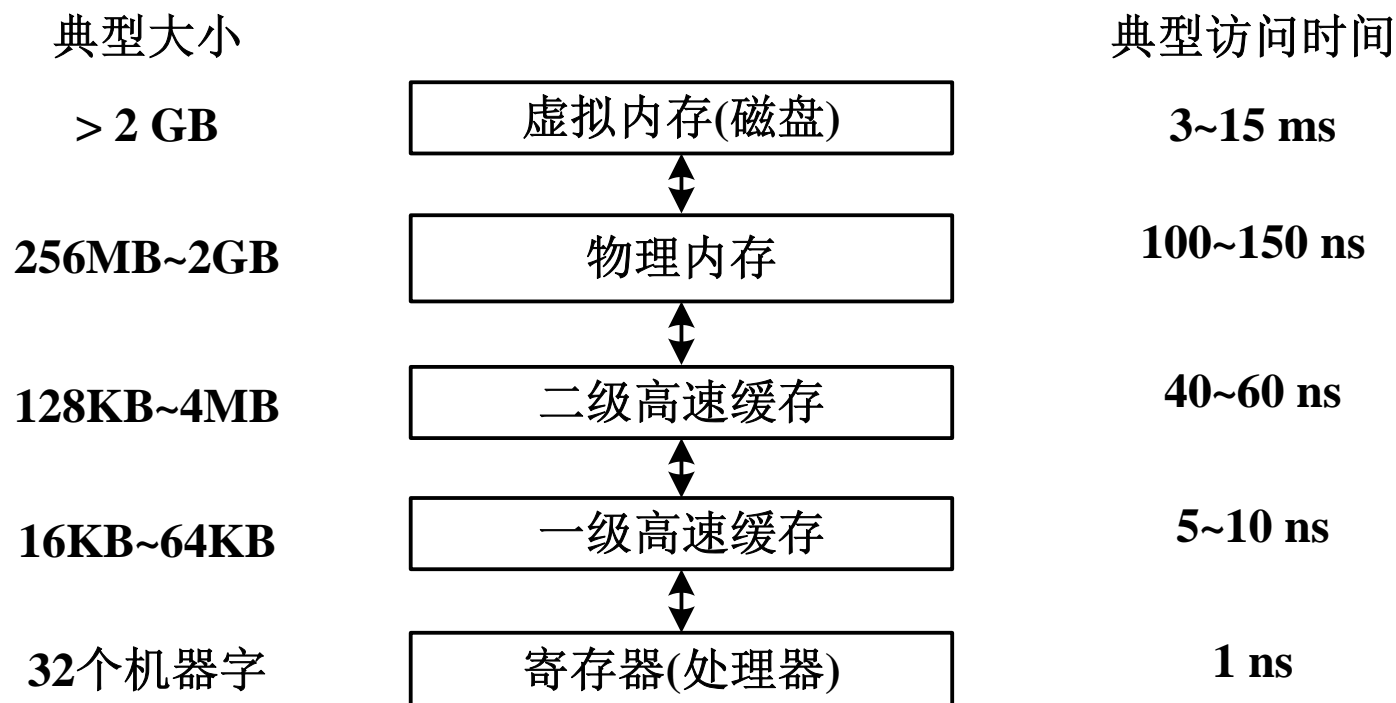 典型大小 典型访问时间
> 2 GB 虚拟内存(磁盘) 3~15 ms
256MB~2GB 物理内存 100~150 ns
128KB~4MB 二级高速缓存 40~60 ns
16KB~64KB 一级高速缓存 5~10 ns
32个机器字 寄存器(处理器) 1 ns